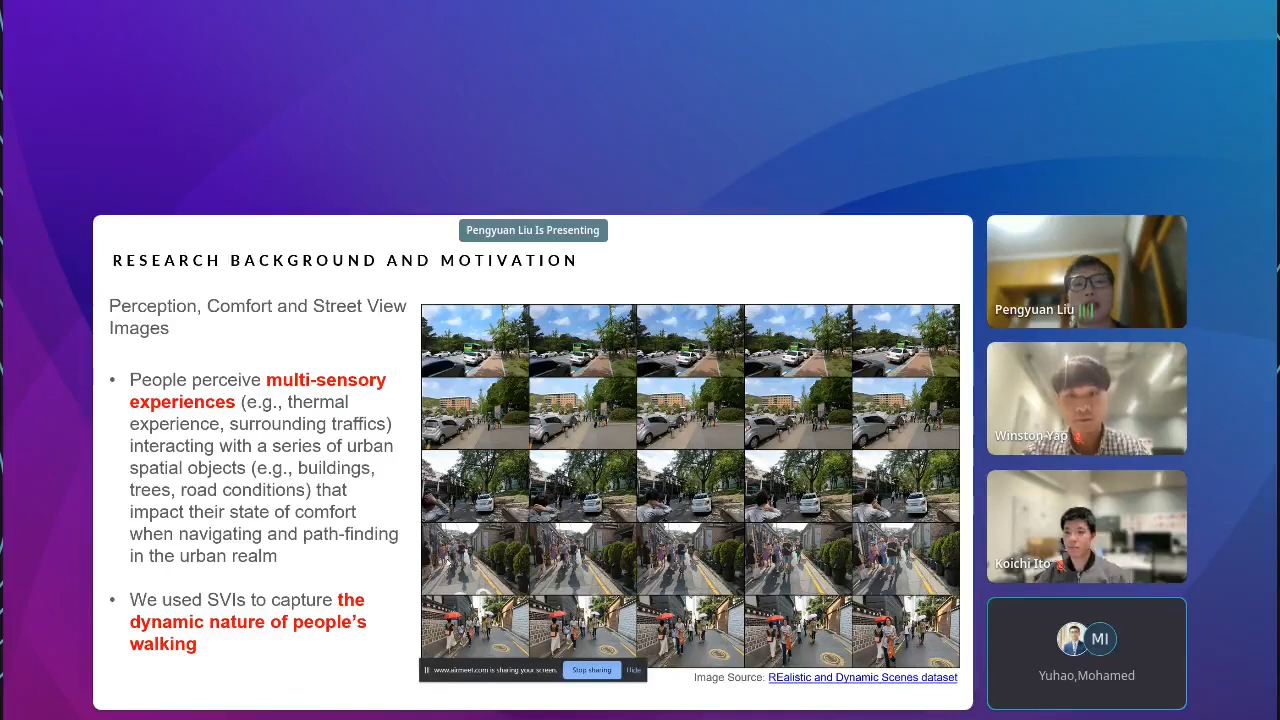 Pengyuan Liu Is Presenting
RESEARCH BACKGROUND AND MOTIVATION
Perception, Comfort and Street View
Images
• People perceive multi-sensory
experiences (e.g., thermal
experience, surrounding traffics)
interacting with a series of urban
spatial objects (e.g., buildings,
trees, road conditions) that
impact their state of comfort
when navigating and path-finding
in the urban realm
• We used SVIs to capture the
dynamic nature of people's
walking
www.airmeet.com is sharing your screen.
Stop sharing
Hide
Image Source: REalistic and Dynamic Scenes dataset
Pengyuan Liu
Winston Yap
Koichi Ito
MI
Yuhao,Mohamed